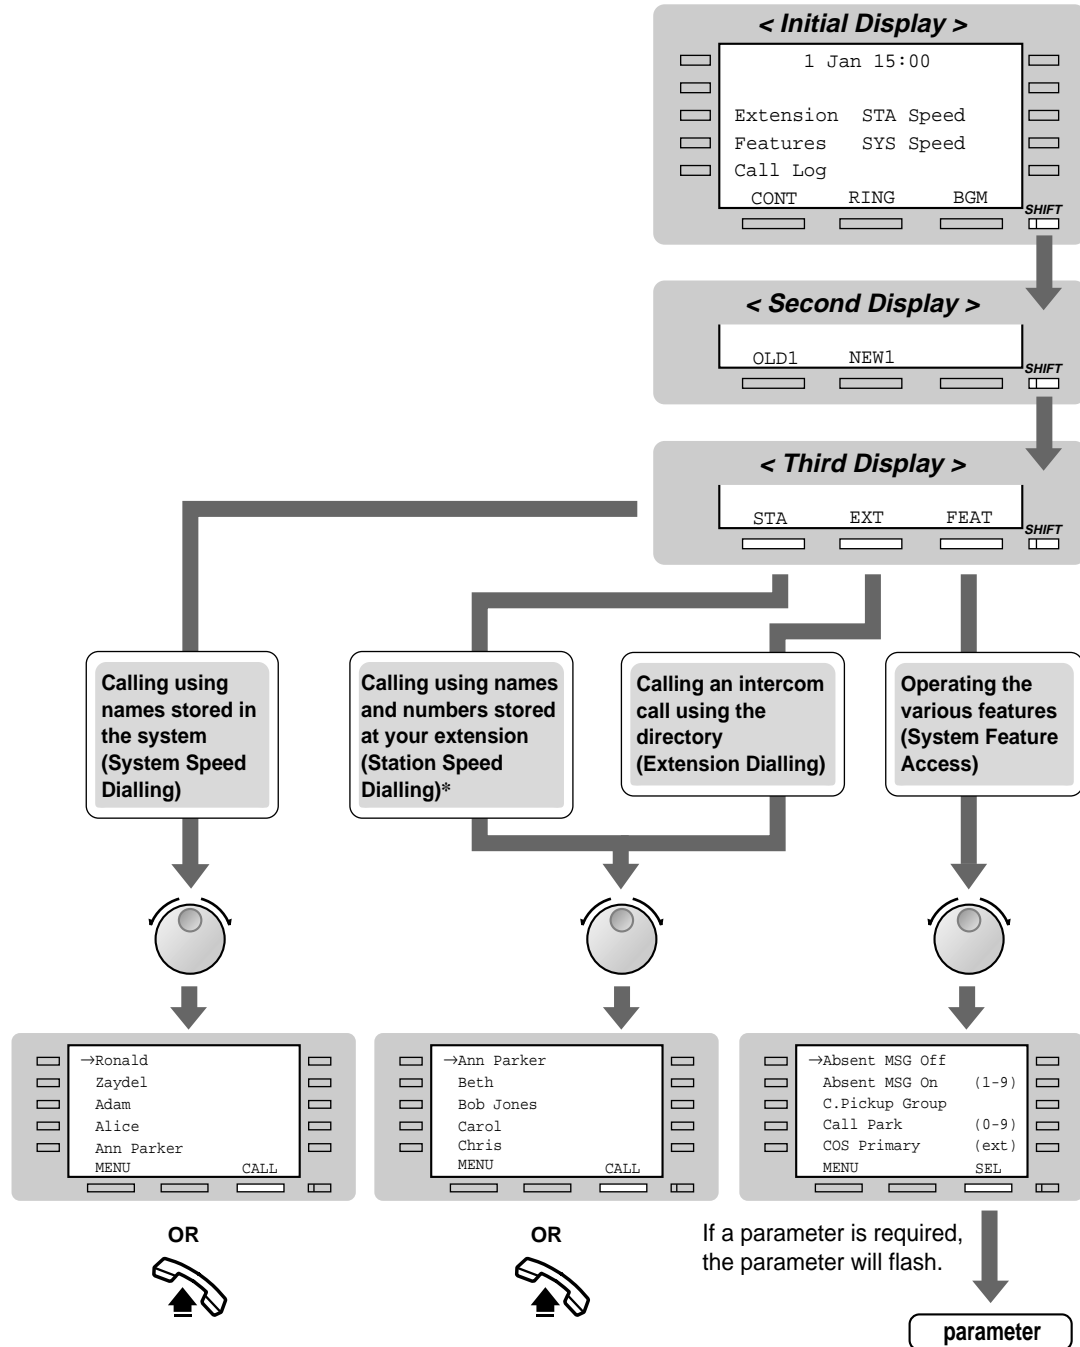 < Initial Display >
1 Jan 15:00
Extension STA Speed
Features SYS Speed
Call Log
CONT RING BGM
SHIFT
< Second Display >
OLD1 NEW1
SHIFT
< Third Display >
STA EXT FEAT
SHIFT
Calling using
names stored in
the system
(System Speed
Dialling)
Calling using names
and numbers stored
at your extension
(Station Speed
Dialling)*
Calling an intercom
call using the
directory
(Extension Dialling)
Operating the
various features
(System Feature
Access)
→Ronald
Zaydel
Adam
Alice
Ann Parker
MENU CALL
→Ann Parker
Beth
Bob Jones
Carol
Chris
MENU CALL
→Absent MSG Off
Absent MSG On (1-9)
C.Pickup Group
Call Park (0-9)
COS Primary (ext)
MENU SEL
OR
OR
If a parameter is required,
the parameter will flash.
parameter